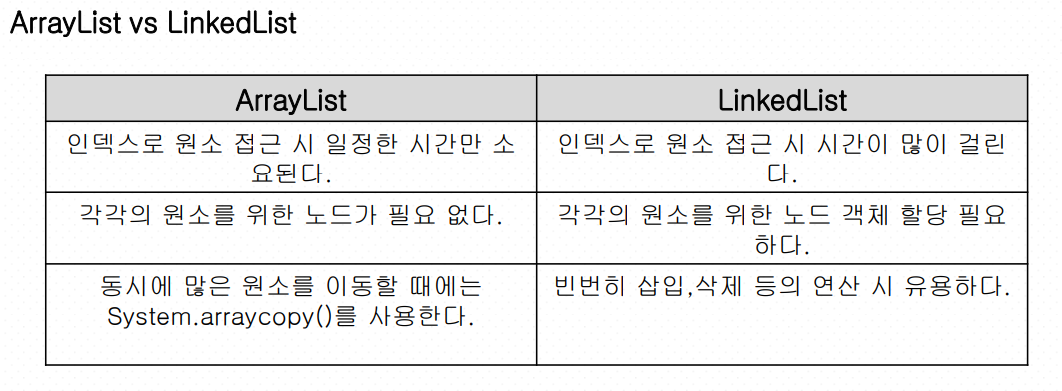 ArrayList vs LinkedList
ArrayList
LinkedList
인덱스로 원소 접근 시 일정한 시간만 소
요된다.
인덱스로 원소 접근 시 시간이 많이 걸린
다.
각각의 원소를 위한 노드가 필요 없다.
각각의 원소를 위한 노드 객체 할당 필요
하다.
동시에 많은 원소를 이동할 때에는
System.arraycopy()를 사용한다.
빈번히 삽입,삭제 등의 연산 시 유용하다.